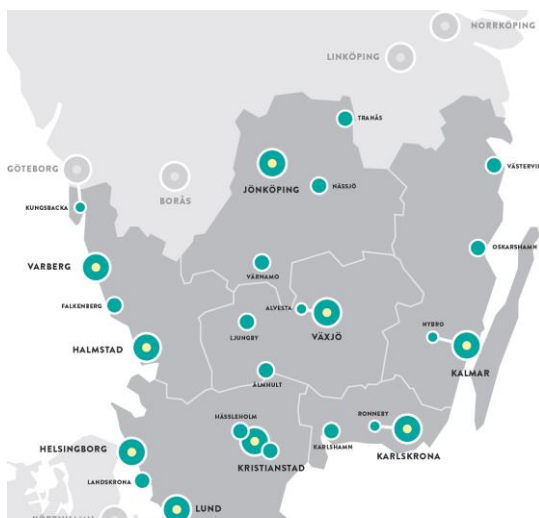 NORRKÖPING
LINKÖPING
TRANÅS
GÖTEBORG
BORÅS
JÖNKÖPING
NÄSSJÖ
VÄSTERVIK
KUNGSBACKA
OSKARSHAMN
VARBERG
VÄRNAMO
FALKENBERG
ALVESTA
LJUNGBY
VÄXJÖ
NYBRO
HALMSTAD
KALMAR
ÄLMHULT
HÄSSLEHOLM
RONNEBY
HELSINGBORG
KARLSHAMN
KARLSKRONA
KRISTIANSTAD
LANDSKRONA
LUND